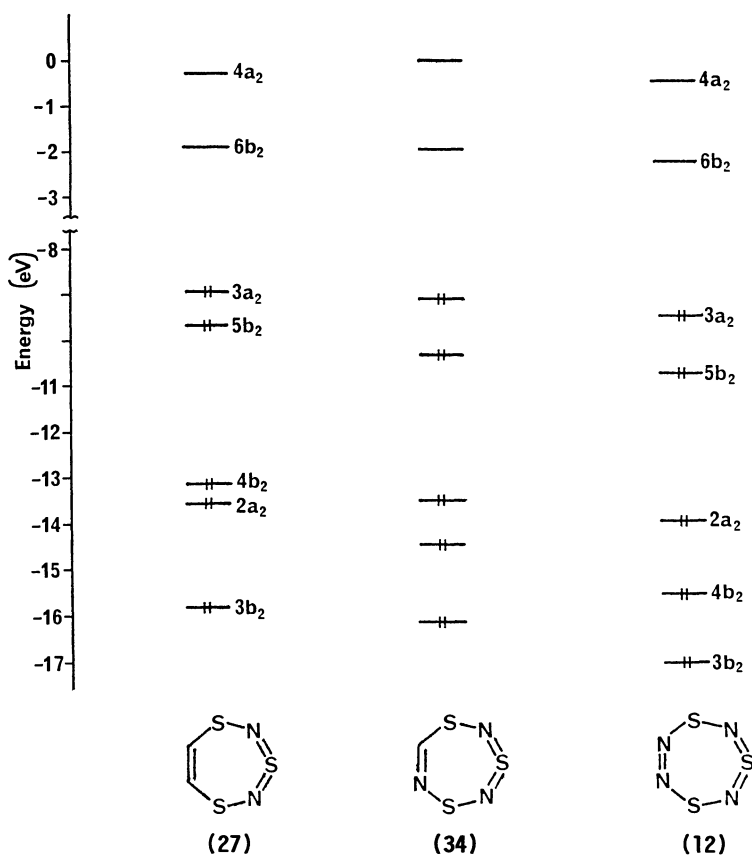 0
-1
-2
-3
-8
-11
-12
-13
-14
-15
-16
-17
Energy (eV)
4a₂
6b₂
3a₂
5b₂
4b₂
2a₂
3b₂
4a₂
6b₂
3a₂
5b₂
2a₂
4b₂
3b₂
S N
S
S N
S N
S
N N
S
S
N N
S
N N
S
(27) (34) (12)